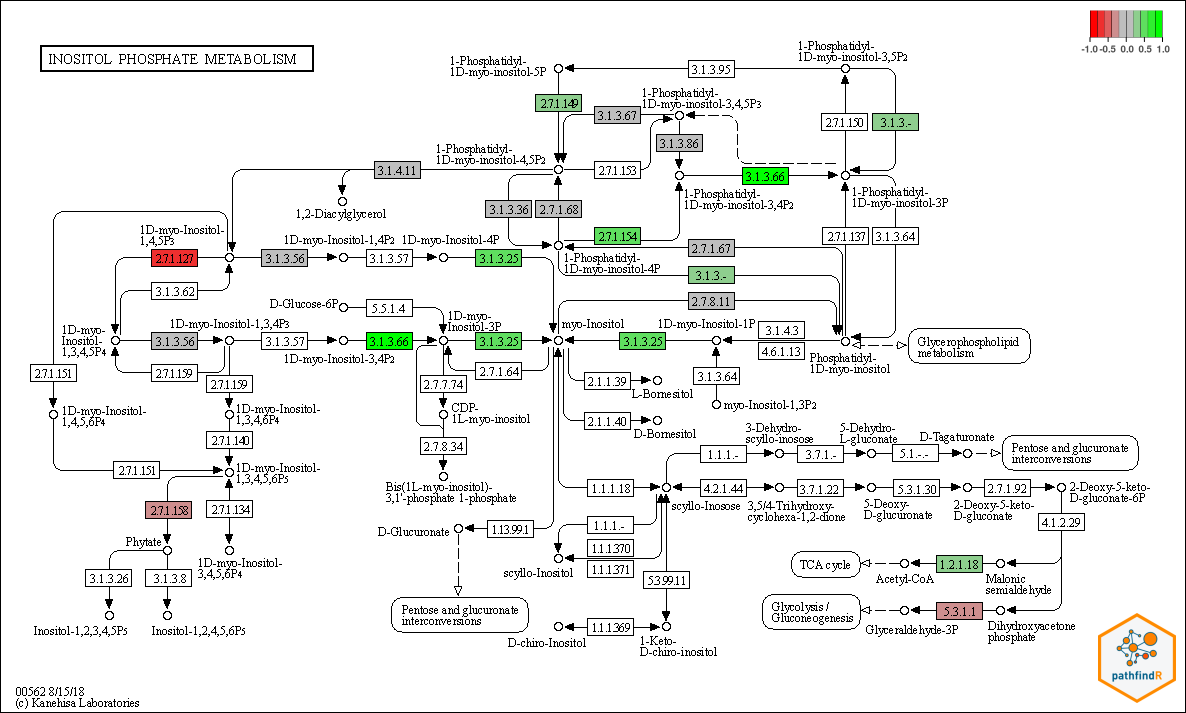 INOSITOL PHOSPHATE METABOLISM
-1.0 -0.5 0.0 0.5 1.0
1-Phosphatidyl-
1D-myo-inositol-5P
3.1.3.95
1-Phosphatidyl-
1D-myo-inositol-3,5P2
2.7.1.149
3.1.3.67
1-Phosphatidyl-
1D-myo-inositol-3,4,5P3
2.7.1.150
3.1.3.-
3.1.3.86
1-Phosphatidyl-
1D-myo-inositol-4,5P2
3.1.4.11
2.7.1.153
3.1.3.66
1-Phosphatidyl-
1D-myo-inositol-3,4P2
1-Phosphatidyl-
1D-myo-inositol-3P
1,2-Diacylglycerol
3.1.3.36
2.7.1.68
2.7.1.154
2.7.1.137
3.1.3.64
1D-myo-Inositol-
1,4,5P3
1D-myo-Inositol-1,4P2
1D-myo-Inositol-4P
2.7.1.127
3.1.3.56
3.1.3.57
3.1.3.25
2.7.1.67
1-Phosphatidyl-
1D-myo-inositol-4P
3.1.3.-
3.1.3.62
2.7.8.11
D-Glucose-6P
5.5.1.4
1D-myo-
Inositol-
1,3,4,5P4
1D-myo-Inositol-1,3,4P3
1D-myo-
Inositol-3P
myo-Inositol
1D-myo-Inositol-1P
3.1.4.3
4.6.1.13
3.1.3.56
3.1.3.57
3.1.3.66
3.1.3.25
3.1.3.25
1D-myo-Inositol-3,4P2
Phosphatidyl-
1D-myo-inositol
Glycerophospholipid
metabolism
2.7.1.151
2.7.1.159
2.7.1.159
2.7.1.64
2.7.7.74
2.1.1.39
L-Bornesitol
3.1.3.64
myo-Inositol-1,3P2
1D-myo-Inositol-
1,4,5,6P4
1D-myo-Inositol-
1,3,4,6P4
CDP-
1L-myo-inositol
2.1.1.40
D-Bornesitol
2.7.1.140
2.7.8.34
2.7.1.151
1D-myo-Inositol-
1,3,4,5,6P5
Bis(1L-myo-inositol)-
3,1'-phosphate 1-phosphate
3-Dehydro-
scyllo-inosose
5-Dehydro-
L-gluconate
D-Tagaturonate
1.1.1.-
3.7.1.-
5.1.-.-
Pentose and glucuronate
interconversions
1.1.1.18
scyllo-Inosose
4.2.1.44
3,5/4-Trihydroxy-
cyclohexa-1,2-dione
3.7.1.22
5-Deoxy-
D-glucuronate
5.3.1.30
2-Deoxy-5-keto-
D-gluconate
2.7.1.92
2-Deoxy-5-keto-
D-gluconate-6P
2.7.1.158
2.7.1.134
D-Glucuronate
1.13.99.1
1.1.1.-
1.1.1.370
1.1.1.371
scyllo-Inositol
4.1.2.29
Phytate
1D-myo-Inositol-
3,4,5,6P4
3.1.3.26
3.1.3.8
5.3.99.11
TCA cycle
Acetyl-CoA
1.2.1.18
Malonic
semialdehyde
Inositol-1,2,3,4,5P5
Inositol-1,2,4,5,6P5
Pentose and glucuronate
interconversions
D-chiro-Inositol
1.1.1.369
1-Keto-
D-chiro-inositol
Glycolysis /
Gluconeogenesis
Glyceraldehyde-3P
5.3.1.1
Dihydroxyacetone
phosphate
pathfindR
00562 8/15/18
(c) Kanehisa Laboratories